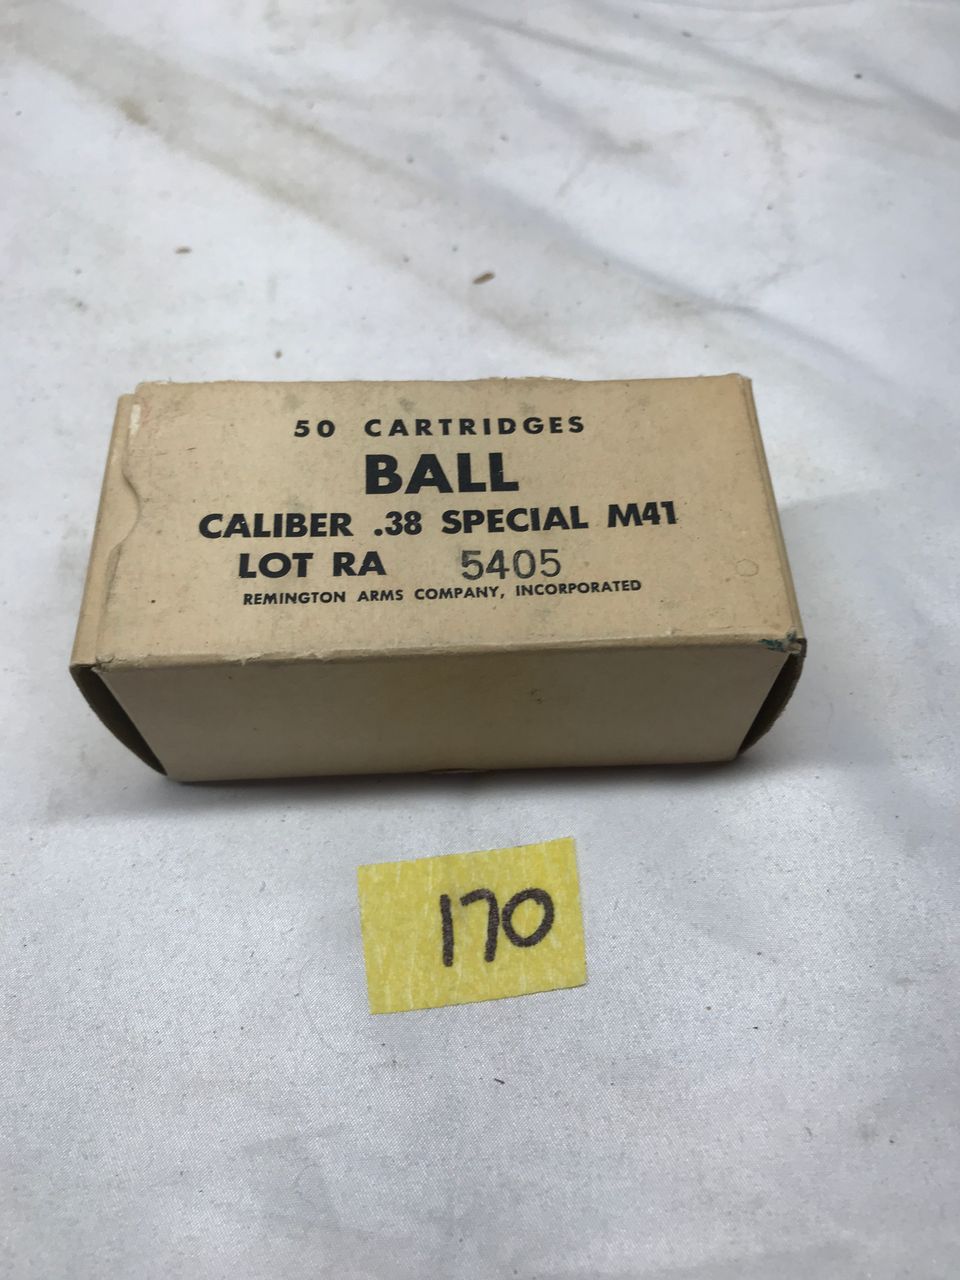 50 CARTRIDGES
BALL
CALIBER .38 SPECIAL M41
LOT RA 5405
REMINGTON ARMS COMPANY, INCORPORATED
170